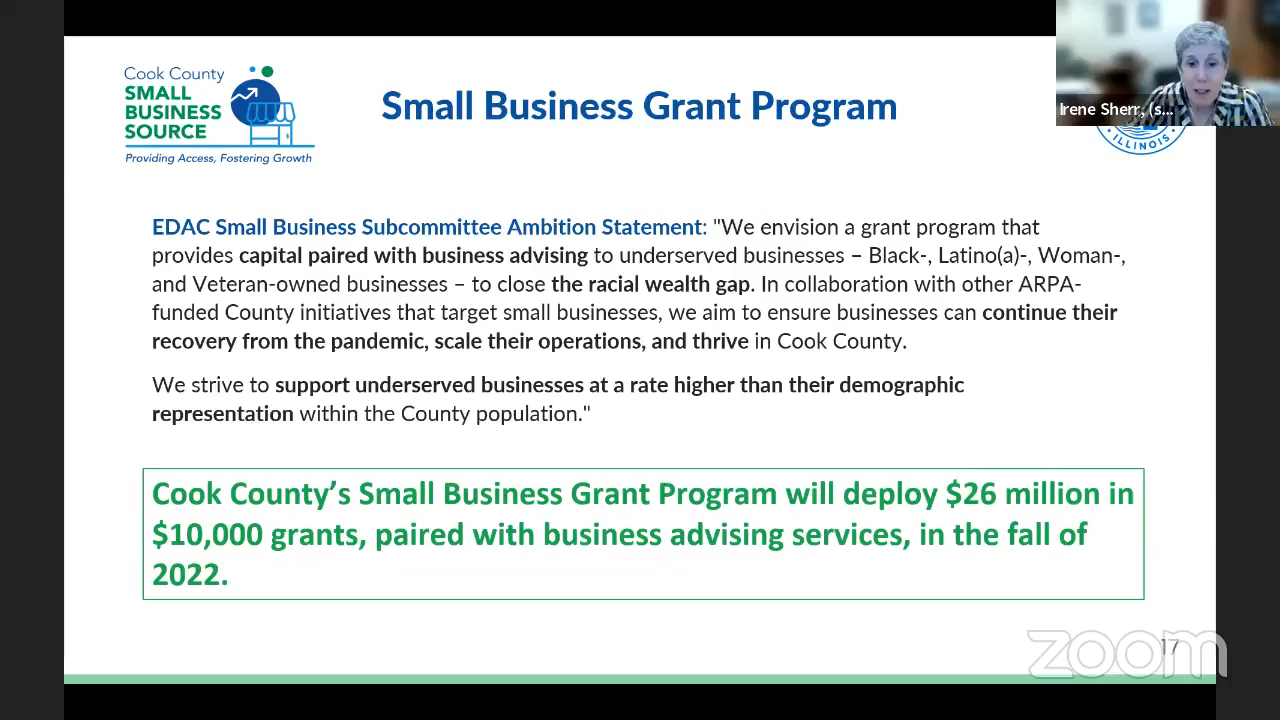 Cook County
SMALL
BUSINESS
SOURCE
Providing Access, Fostering Growth
Small Business Grant Program
Irene Sherr, (s...
ILLINOIS
EDAC Small Business Subcommittee Ambition Statement: "We envision a grant program that
provides capital paired with business advising to underserved businesses – Black-, Latino(a)-, Woman-,
and Veteran-owned businesses – to close the racial wealth gap. In collaboration with other ARPA-
funded County initiatives that target small businesses, we aim to ensure businesses can continue their
recovery from the pandemic, scale their operations, and thrive in Cook County.
We strive to support underserved businesses at a rate higher than their demographic
representation within the County population."
Cook County’s Small Business Grant Program will deploy $26 million in
$10,000 grants, paired with business advising services, in the fall of
2022.
17
zoom